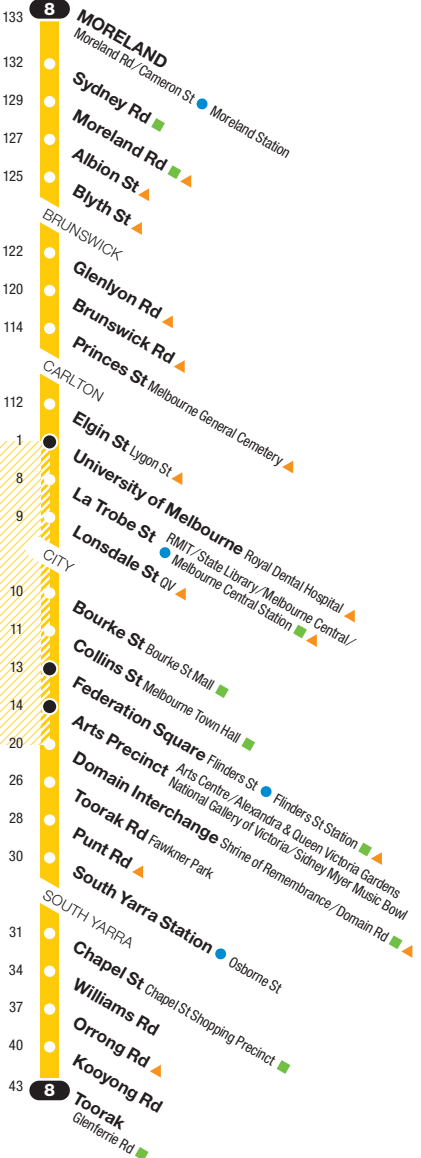 133 8 MORELAND
Moreland Rd/Cameron St Moreland Station
132 Sydney Rd
129 Moreland Rd
127 Albion St
125 Blyth St
BRUNSWICK
122 Glenlyon Rd
120 Brunswick Rd
114 Princes St Melbourne General Cemetery
CARLTON
112 Elgin St Lygon St
1 University of Melbourne Royal Dental Hospital
8 La Trobe St RMIT/State Library/Melbourne Central/
Melbourne Central Station
9 Lonsdale St QV
CITY
10 Bourke St Bourke St Mall
11 Collins St Melbourne Town Hall
13 Federation Square Flinders St Flinders St Station
14 Arts Precinct Arts Centre/Alexandra & Queen Victoria Gardens
National Gallery of Victoria/Sidney Myer Music Bowl
20 Domain Interchange Shrine of Remembrance/Domain Rd
26 Toorak Rd Fawkner Park
28 Punt Rd
30 South Yarra Station Osborne St
SOUTH YARRA
31 Chapel St Chapel St Shopping Precinct
34 Williams Rd
37 Orrong Rd
40 Kooyong Rd
43 8 Toorak
Glenferrie Rd